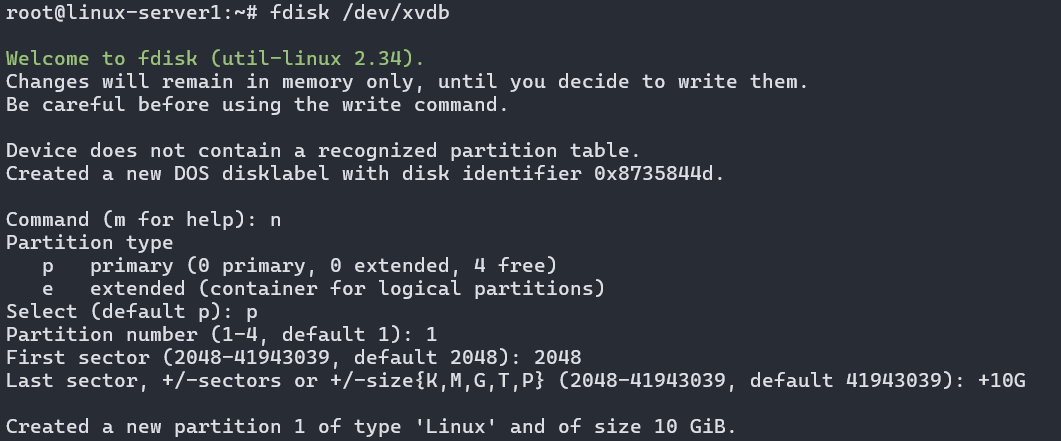 root@linux-server1:~# fdisk /dev/xvdb
Welcome to fdisk (util-linux 2.34).
Changes will remain in memory only, until you decide to write them.
Be careful before using the write command.
Device does not contain a recognized partition table.
Created a new DOS disklabel with disk identifier 0x8735844d.
Command (m for help): n
Partition type
   p   primary (0 primary, 0 extended, 4 free)
   e   extended (container for logical partitions)
Select (default p): p
Partition number (1-4, default 1): 1
First sector (2048-41943039, default 2048): 2048
Last sector, +/-sectors or +/-size{K,M,G,T,P} (2048-41943039, default 41943039): +10G
Created a new partition 1 of type 'Linux' and of size 10 GiB.